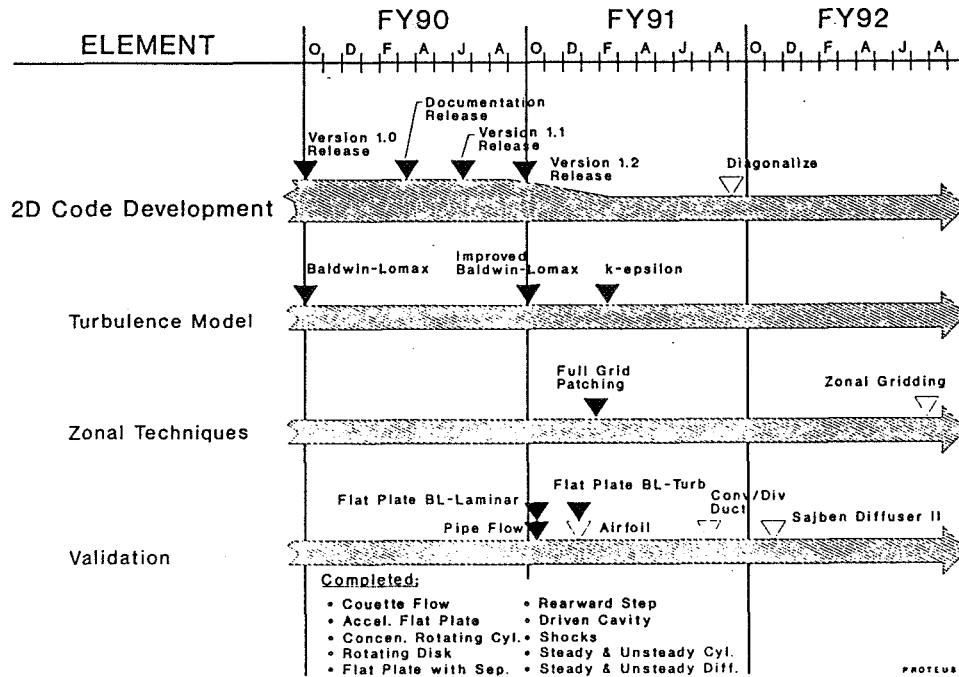 FY90 FY91 FY92
ELEMENT
O D F A J A O D F A J A O D F A J A
Documentation
Release
Version 1.0
Release
Version 1.1
Release
Version 1.2
Release
Diagonalize
2D Code Development
Baldwin-Lomax
Improved
Baldwin-Lomax
k-epsilon
Turbulence Model
Full Grid
Patching
Zonal Gridding
Zonal Techniques
Flat Plate BL-Laminar
Flat Plate BL-Turb
Conv/Div
Duct
Pipe Flow
Airfoil
Sajben Diffuser II
Validation
Completed:
• Couette Flow
• Accel. Flat Plate
• Concen. Rotating Cyl.
• Rotating Disk
• Flat Plate with Sep.
• Rearward Step
• Driven Cavity
• Shocks
• Steady & Unsteady Cyl.
• Steady & Unsteady Diff.
PROTEUS